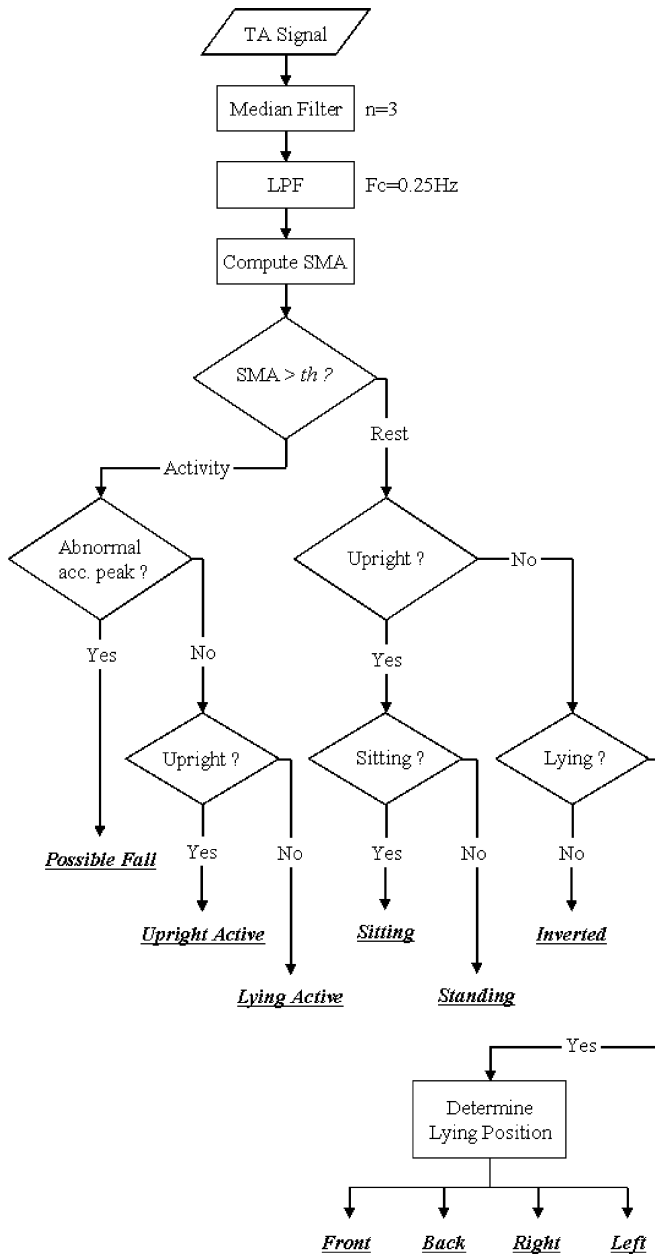 TA Signal
Median Filter n=3
LPF Fc=0.25Hz
Compute SMA
SMA > th ?
Rest
Activity
Abnormal
acc. peak ?
Upright ?
No
Yes
No
Yes
Upright ?
Sitting ?
Lying ?
Possible Fall
Yes
No
Yes
No
No
Upright Active
Sitting
Inverted
Lying Active
Standing
Yes
Determine
Lying Position
Front
Back
Right
Left